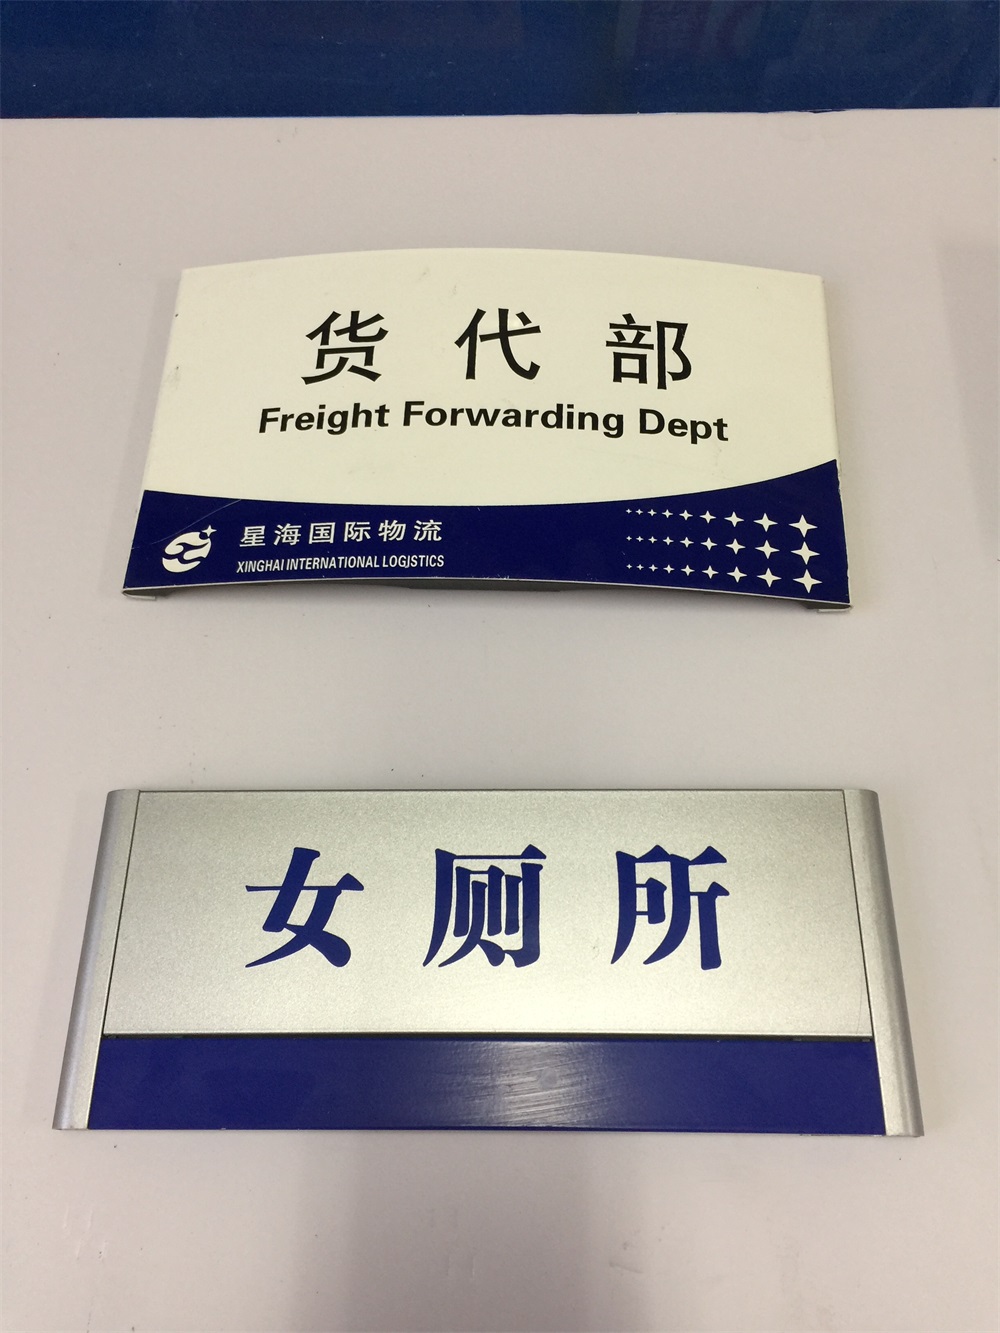 货代部
Freight Forwarding Dept
星海国际物流
XINGHAI INTERNATIONAL LOGISTICS
女厕所